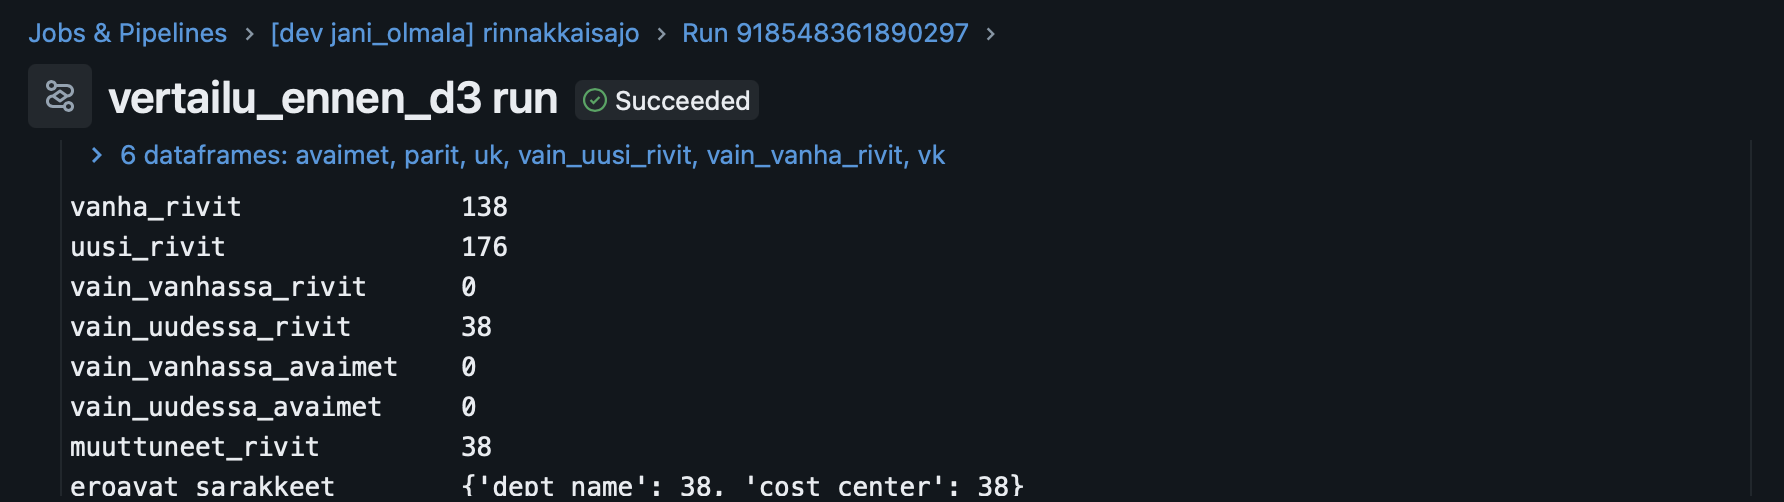 Jobs & Pipelines > [dev jani_olmala] rinnakkaisajo > Run 918548361890297 >
vertailu_ennen_d3 run Succeeded
> 6 dataframes: avaimet, parit, uk, vain_uusi_rivit, vain_vanha_rivit, vk
vanha_rivit 138
uusi_rivit 176
vain_vanhassa_rivit 0
vain_uudessa_rivit 38
vain_vanhassa_avaimet 0
vain_uudessa_avaimet 0
muuttuneet_rivit 38
eroavat_sarakkeet {'dept_name': 38, 'cost_center': 38}